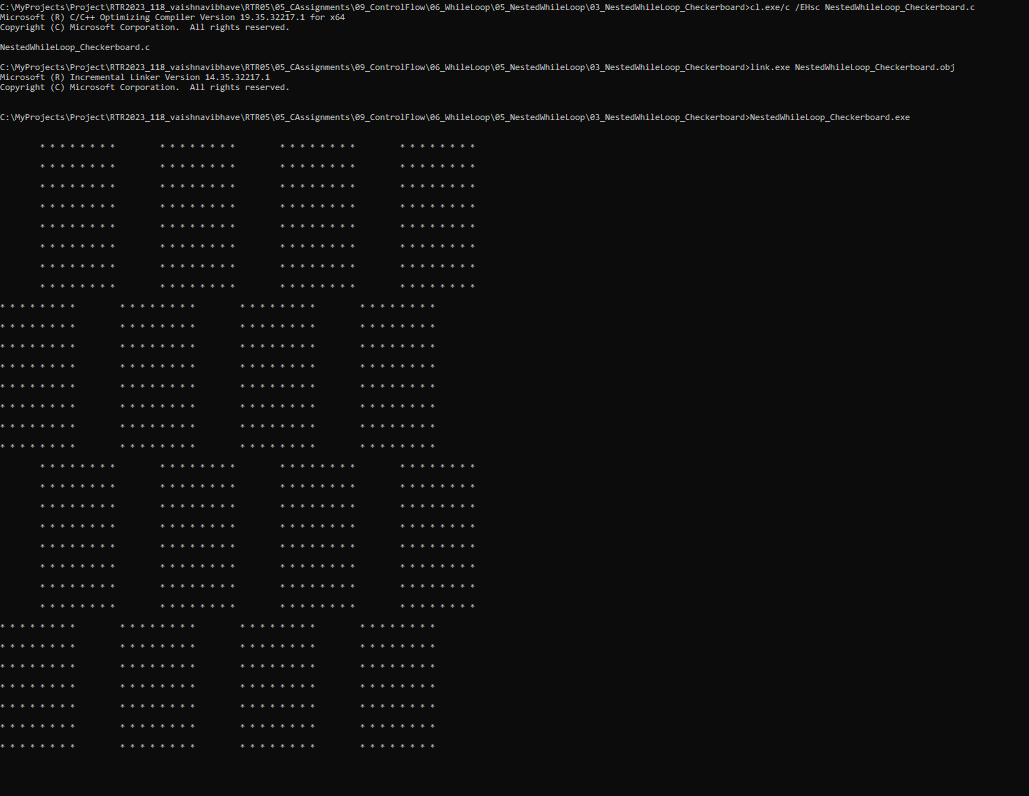 C:\MyProjects\Project\RTR2023_118_vaishnavibhave\RTR05\05_CAssignments\09_ControlFlow\06_WhileLoop\05_NestedWhileLoop\03_NestedWhileLoop_Checkerboard>cl.exe/c /EHsc NestedWhileLoop_Checkerboard.c
Microsoft (R) C/C++ Optimizing Compiler Version 19.35.32217.1 for x64
Copyright (C) Microsoft Corporation.  All rights reserved.
NestedWhileLoop_Checkerboard.c
C:\MyProjects\Project\RTR2023_118_vaishnavibhave\RTR05\05_CAssignments\09_ControlFlow\06_WhileLoop\05_NestedWhileLoop\03_NestedWhileLoop_Checkerboard>link.exe NestedWhileLoop_Checkerboard.obj
Microsoft (R) Incremental Linker Version 14.35.32217.1
Copyright (C) Microsoft Corporation.  All rights reserved.
C:\MyProjects\Project\RTR2023_118_vaishnavibhave\RTR05\05_CAssignments\09_ControlFlow\06_WhileLoop\05_NestedWhileLoop\03_NestedWhileLoop_Checkerboard>NestedWhileLoop_Checkerboard.exe
        * * * * * * * *         * * * * * * * *         * * * * * * * *         * * * * * * * *
        * * * * * * * *         * * * * * * * *         * * * * * * * *         * * * * * * * *
        * * * * * * * *         * * * * * * * *         * * * * * * * *         * * * * * * * *
        * * * * * * * *         * * * * * * * *         * * * * * * * *         * * * * * * * *
        * * * * * * * *         * * * * * * * *         * * * * * * * *         * * * * * * * *
        * * * * * * * *         * * * * * * * *         * * * * * * * *         * * * * * * * *
        * * * * * * * *         * * * * * * * *         * * * * * * * *         * * * * * * * *
        * * * * * * * *         * * * * * * * *         * * * * * * * *         * * * * * * * *
* * * * * * * *         * * * * * * * *         * * * * * * * *         * * * * * * * *
* * * * * * * *         * * * * * * * *         * * * * * * * *         * * * * * * * *
* * * * * * * *         * * * * * * * *         * * * * * * * *         * * * * * * * *
* * * * * * * *         * * * * * * * *         * * * * * * * *         * * * * * * * *
* * * * * * * *         * * * * * * * *         * * * * * * * *         * * * * * * * *
* * * * * * * *         * * * * * * * *         * * * * * * * *         * * * * * * * *
* * * * * * * *         * * * * * * * *         * * * * * * * *         * * * * * * * *
* * * * * * * *         * * * * * * * *         * * * * * * * *         * * * * * * * *
        * * * * * * * *         * * * * * * * *         * * * * * * * *         * * * * * * * *
        * * * * * * * *         * * * * * * * *         * * * * * * * *         * * * * * * * *
        * * * * * * * *         * * * * * * * *         * * * * * * * *         * * * * * * * *
        * * * * * * * *         * * * * * * * *         * * * * * * * *         * * * * * * * *
        * * * * * * * *         * * * * * * * *         * * * * * * * *         * * * * * * * *
        * * * * * * * *         * * * * * * * *         * * * * * * * *         * * * * * * * *
        * * * * * * * *         * * * * * * * *         * * * * * * * *         * * * * * * * *
        * * * * * * * *         * * * * * * * *         * * * * * * * *         * * * * * * * *
* * * * * * * *         * * * * * * * *         * * * * * * * *         * * * * * * * *
* * * * * * * *         * * * * * * * *         * * * * * * * *         * * * * * * * *
* * * * * * * *         * * * * * * * *         * * * * * * * *         * * * * * * * *
* * * * * * * *         * * * * * * * *         * * * * * * * *         * * * * * * * *
* * * * * * * *         * * * * * * * *         * * * * * * * *         * * * * * * * *
* * * * * * * *         * * * * * * * *         * * * * * * * *         * * * * * * * *
* * * * * * * *         * * * * * * * *         * * * * * * * *         * * * * * * * *